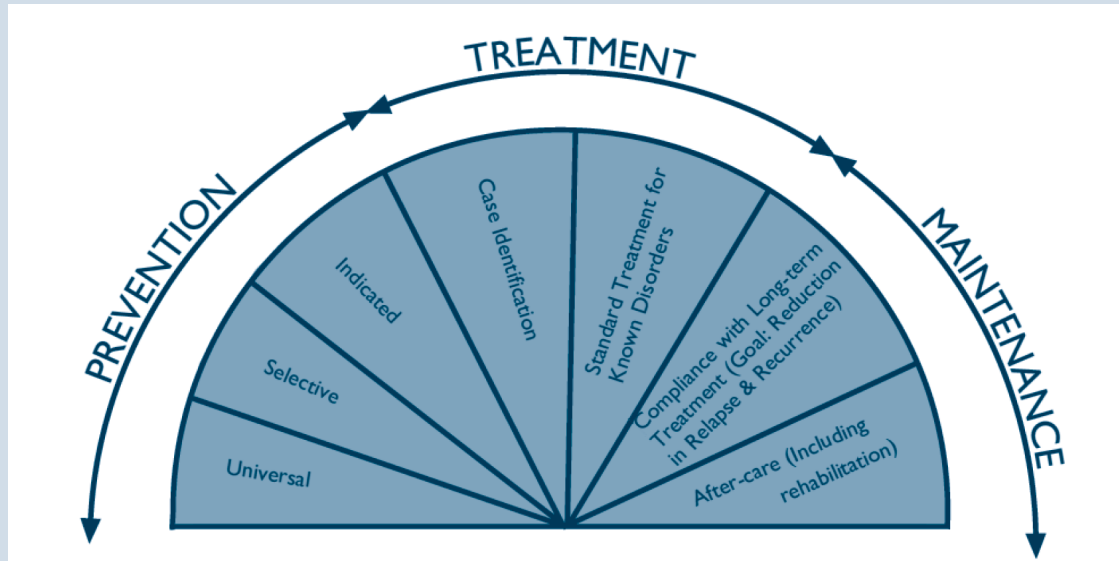 TREATMENT
PREVENTION
MAINTENANCE
Universal
Selective
Indicated
Case Identification
Standard Treatment for
Known Disorders
Compliance with Long-term
Treatment (Goal: Reduction
in Relapse & Recurrence)
After-care (Including
rehabilitation)